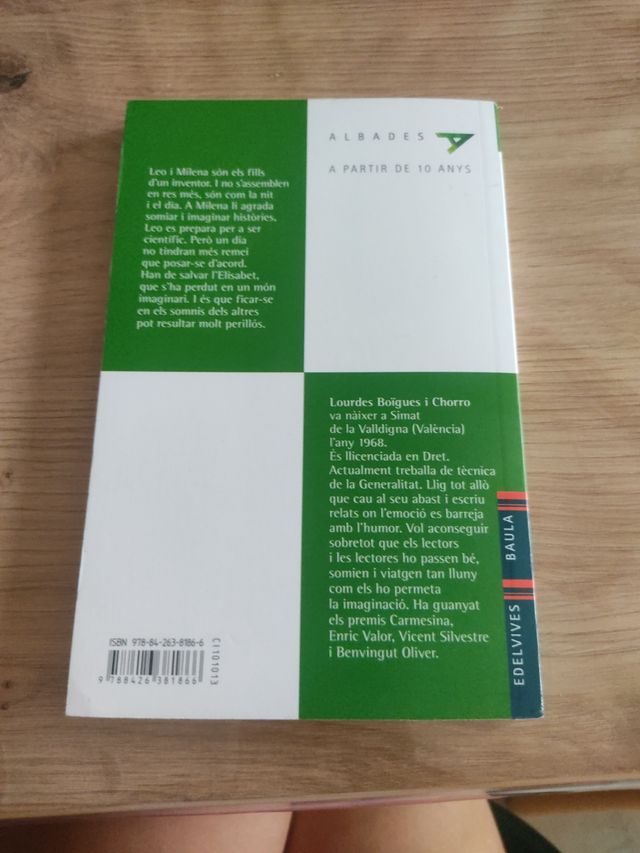 Leo i Milena són els fills
d'un inventor. I no s'assemblen
en res més, són com la nit
i el dia. A Milena li agrada
somiar i imaginar històries.
Leo es prepara per a ser
científic. Però un dia
no tindran més remei
que posar-se d'acord.
Han de salvar l'Elisabet,
que s'ha perdut en un món
imaginari. I és que ficar-se
en els somnis dels altres
pot resultar molt perillós.
ALBADES
A PARTIR DE 10 ANYS
Lourdes Boïgues i Chorro
va nàixer a Simat
de la Valldigna (València)
l'any 1968.
És llicenciada en Dret.
Actualment treballa de tècnica
de la Generalitat. Llig tot allò
que cau al seu abast i escriu
relats on l'emoció es barreja
amb l'humor. Vol aconseguir
sobretot que els lectors
i les lectores ho passen bé,
somien i viatgen tan lluny
com els ho permeta
la imaginació. Ha guanyat
els premis Carmesina,
Enric Valor, Vicent Silvestre
i Benvingut Oliver.
BAULA
EDELVIVES
ISBN 978-84-263-8186-6
9 788426 381866
CI101013